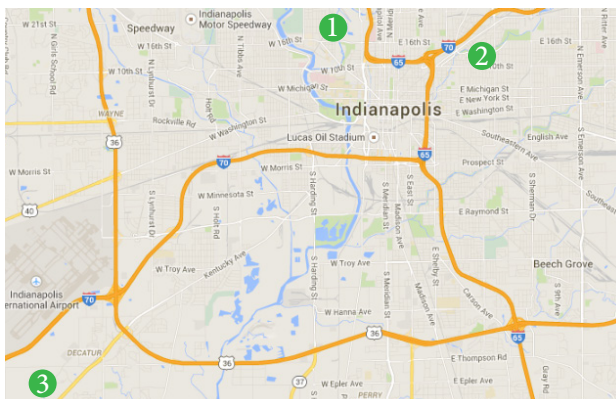 W 21st St
N Girls School Rd
Speedway
Indianapolis
Motor Speedway
1
E 16th St
70
2
N Ritter Ave
W 16th St
N Tibbs Ave
W 16th St
W 10th St
65
E 10th St
N Emerson Ave
W 10th St
N Lynhurst Dr
W Michigan St
E Michigan St
E New York St
E Washington St
Indianapolis
WAYNE
Rockville Rd
W Washington St
Lucas Oil Stadium
Southeastern Ave
English Ave
36
70
W Morris St
65
Prospect St
W Morris St
S Lynhurst Dr
W Minnesota St
S Holt Rd
S Harding St
S Meridian St
Madison Ave
S East St
S Sherman Dr
S Emerson Ave
Southeastern
40
E Raymond St
W Troy Ave
Kentucky Ave
W Troy Ave
E Shelby St
Beech Grove
Indianapolis
International Airport
70
S Harding St
S Meridian St
Madison Ave
Carlton Ave
S 9th Ave
W Hanna Ave
36
65
DECATUR
36
E Thompson Rd
3
37
W Epler Ave
E Epler Ave
PERRY
Gray Rd